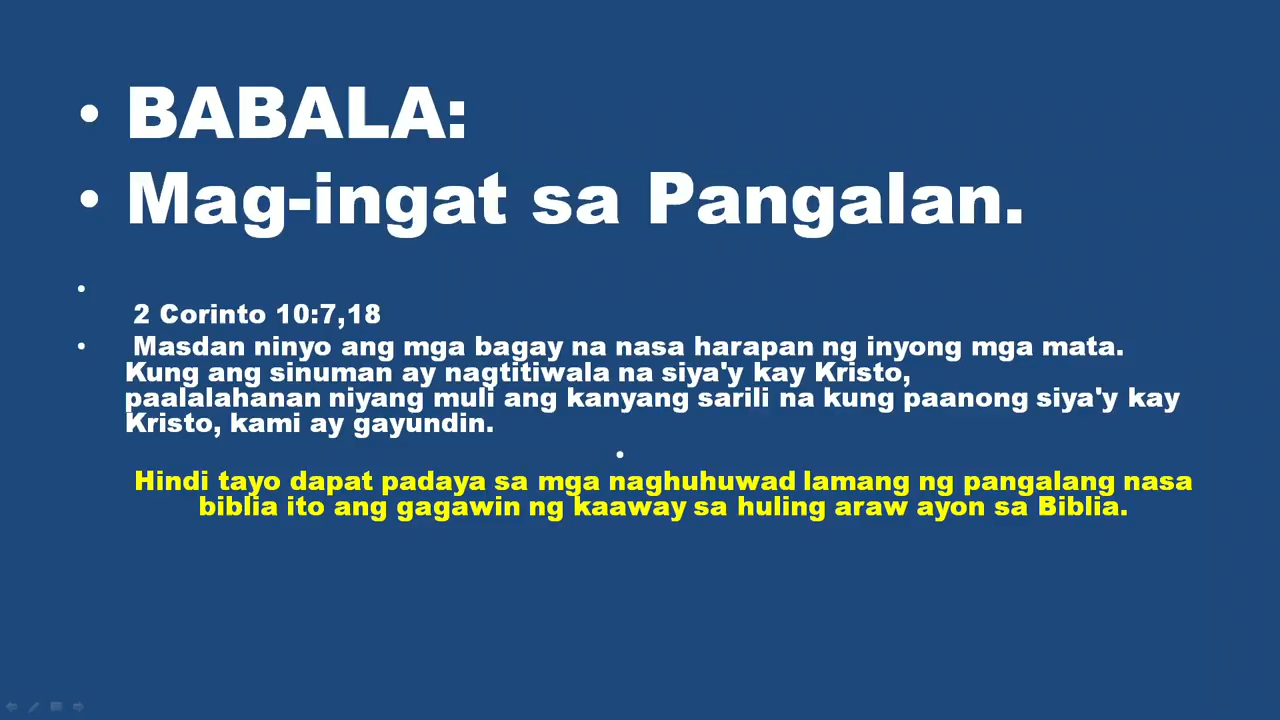 • BABALA:
• Mag-ingat sa Pangalan.
•
2 Corinto 10:7,18
• Masdan ninyo ang mga bagay na nasa harapan ng inyong mga mata.
Kung ang sinuman ay nagtitiwala na siya'y kay Kristo,
paalalahanan niyang muli ang kanyang sarili na kung paanong siya'y kay
Kristo, kami ay gayundin.
•
Hindi tayo dapat padaya sa mga naghuhuwad lamang ng pangalang nasa
biblia ito ang gagawin ng kaaway sa huling araw ayon sa Biblia.